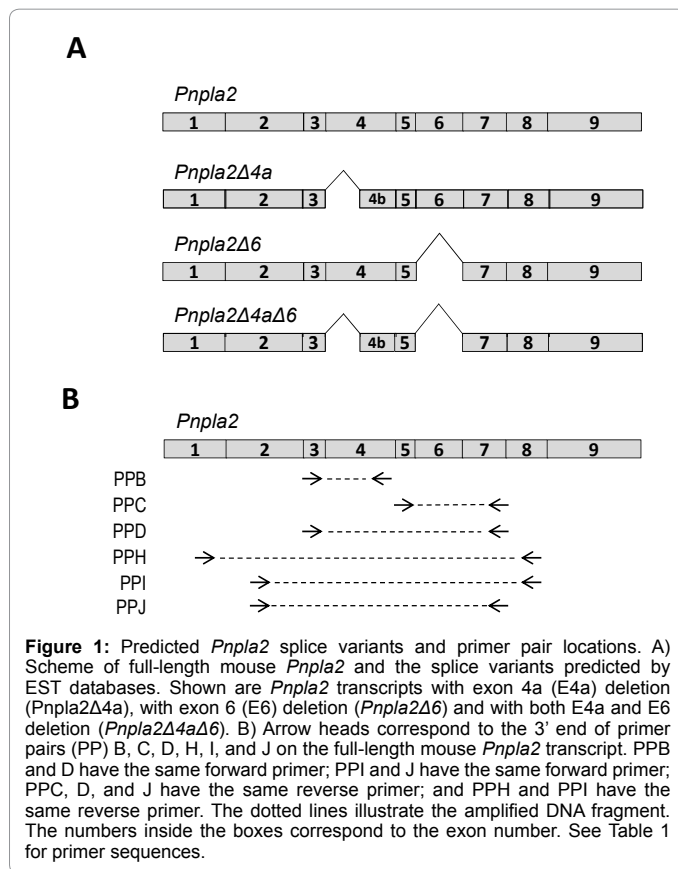 A
Pnpla2
1 2 3 4 5 6 7 8 9
Pnpla2Δ4a
1 2 3 4b 5 6 7 8 9
Pnpla2Δ6
1 2 3 4 5 7 8 9
Pnpla2Δ4aΔ6
1 2 3 4b 5 7 8 9
B
Pnpla2
1 2 3 4 5 6 7 8 9
PPB
PPC
PPD
PPH
PPI
PPJ
Figure 1: Predicted Pnpla2 splice variants and primer pair locations. A)
Scheme of full-length mouse Pnpla2 and the splice variants predicted by
EST databases. Shown are Pnpla2 transcripts with exon 4a (E4a) deletion
(Pnpla2Δ4a), with exon 6 (E6) deletion (Pnpla2Δ6) and with both E4a and E6
deletion (Pnpla2Δ4aΔ6). B) Arrow heads correspond to the 3' end of primer
pairs (PP) B, C, D, H, I, and J on the full-length mouse Pnpla2 transcript. PPB
and D have the same forward primer; PPI and J have the same forward primer;
PPC, D, and J have the same reverse primer; and PPH and PPI have the
same reverse primer. The dotted lines illustrate the amplified DNA fragment.
The numbers inside the boxes correspond to the exon number. See Table 1
for primer sequences.